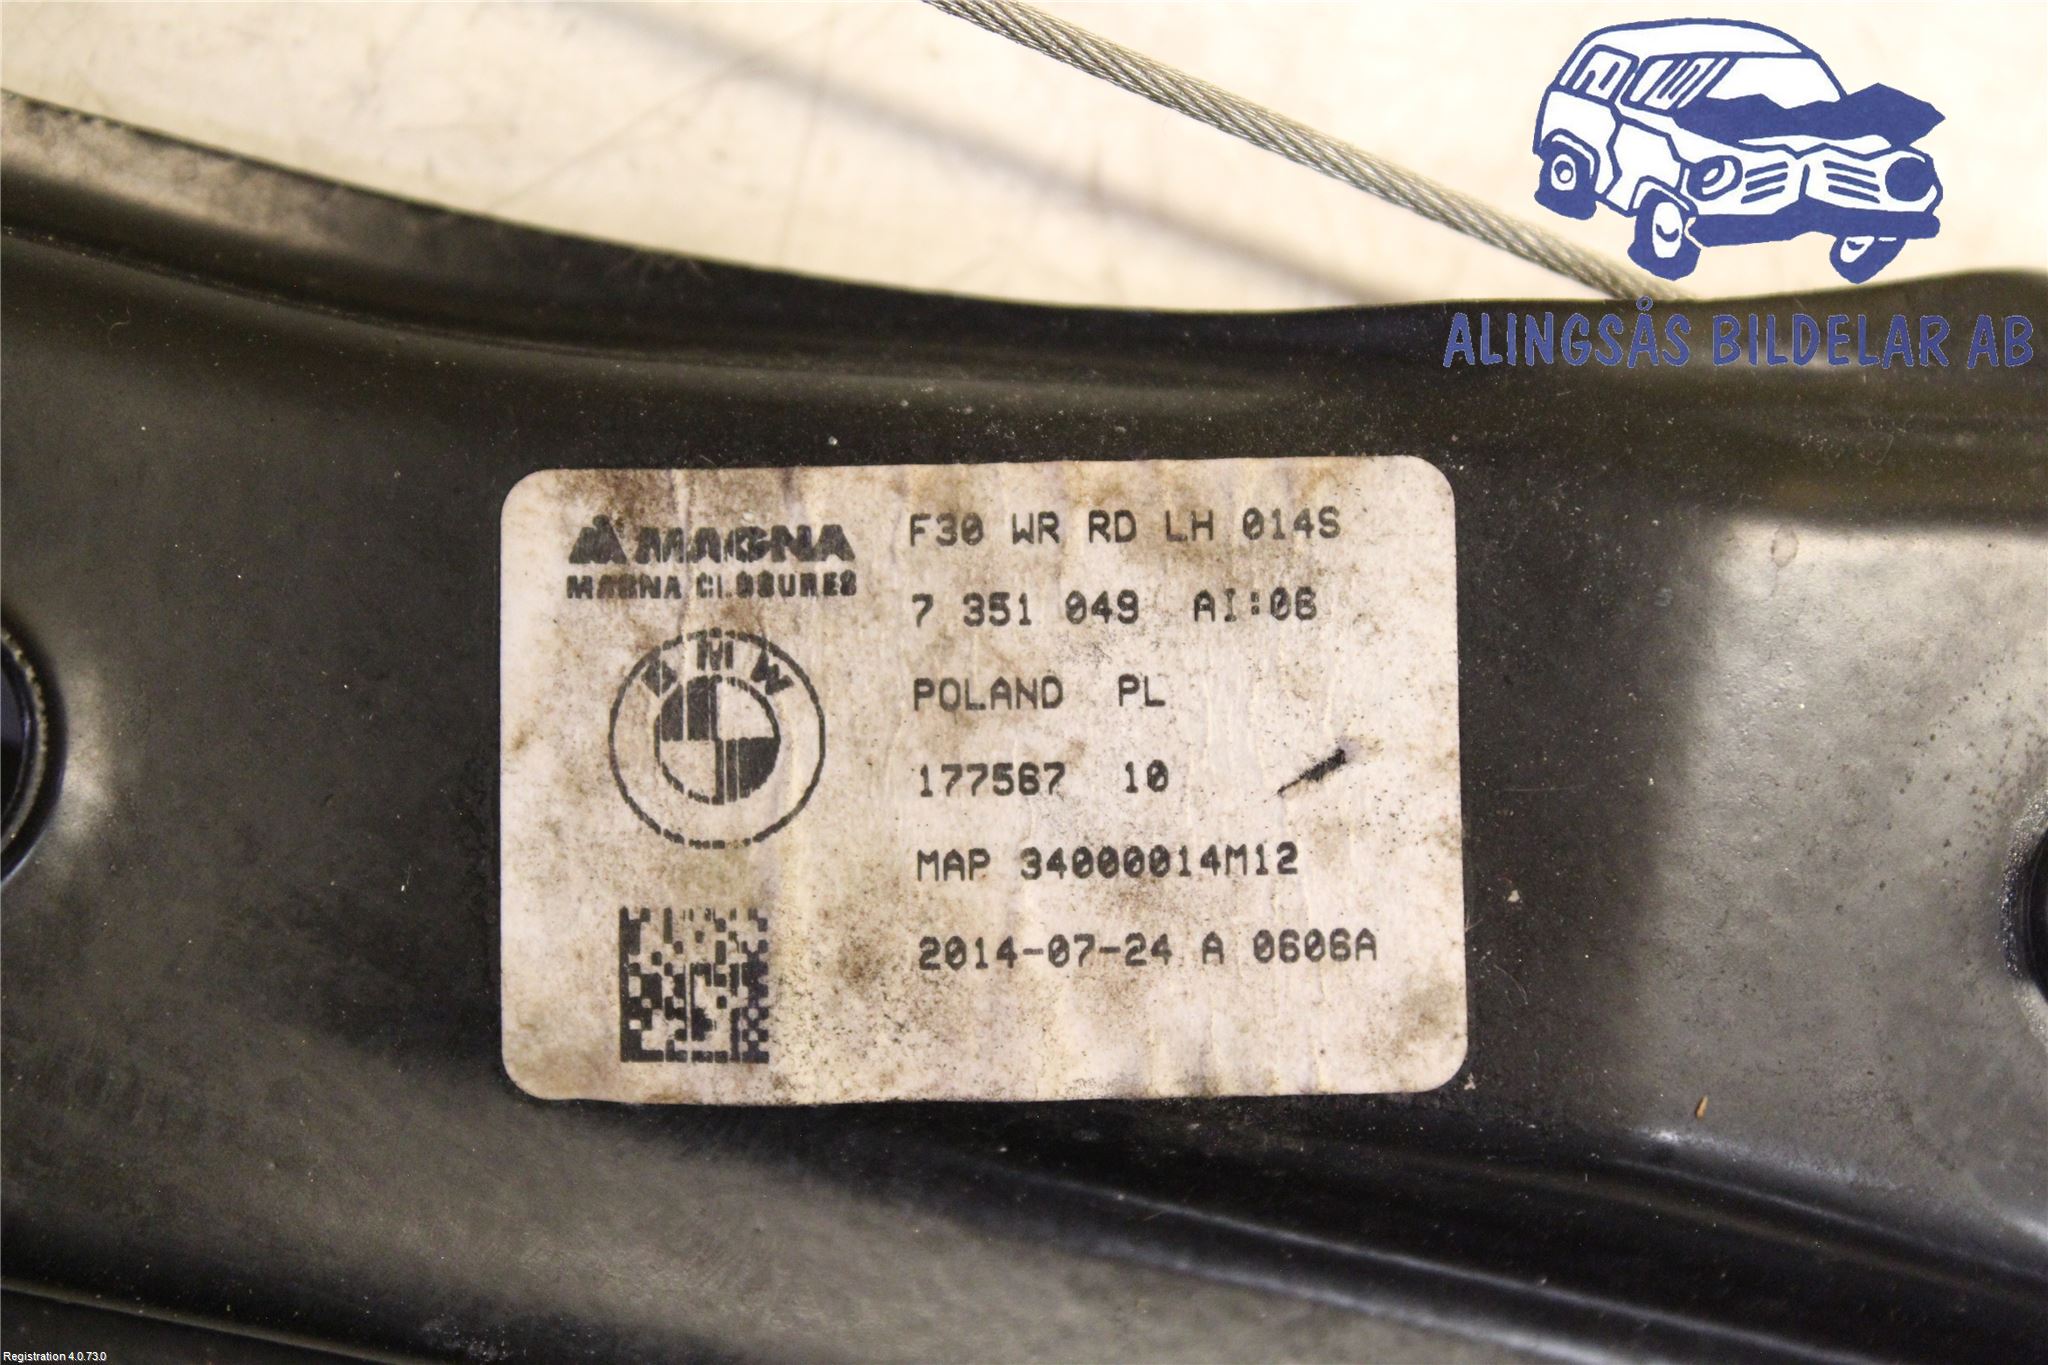 ALINGSÅS BILDELAR AB
MAGNA
MAGNA CLOSURES
BMW
F30 WR RD LH 014S
7 351 049 AI:06
POLAND PL
177567 10
MAP 34000014M12
2014-07-24 A 0606A
Registration 4.0.73.0